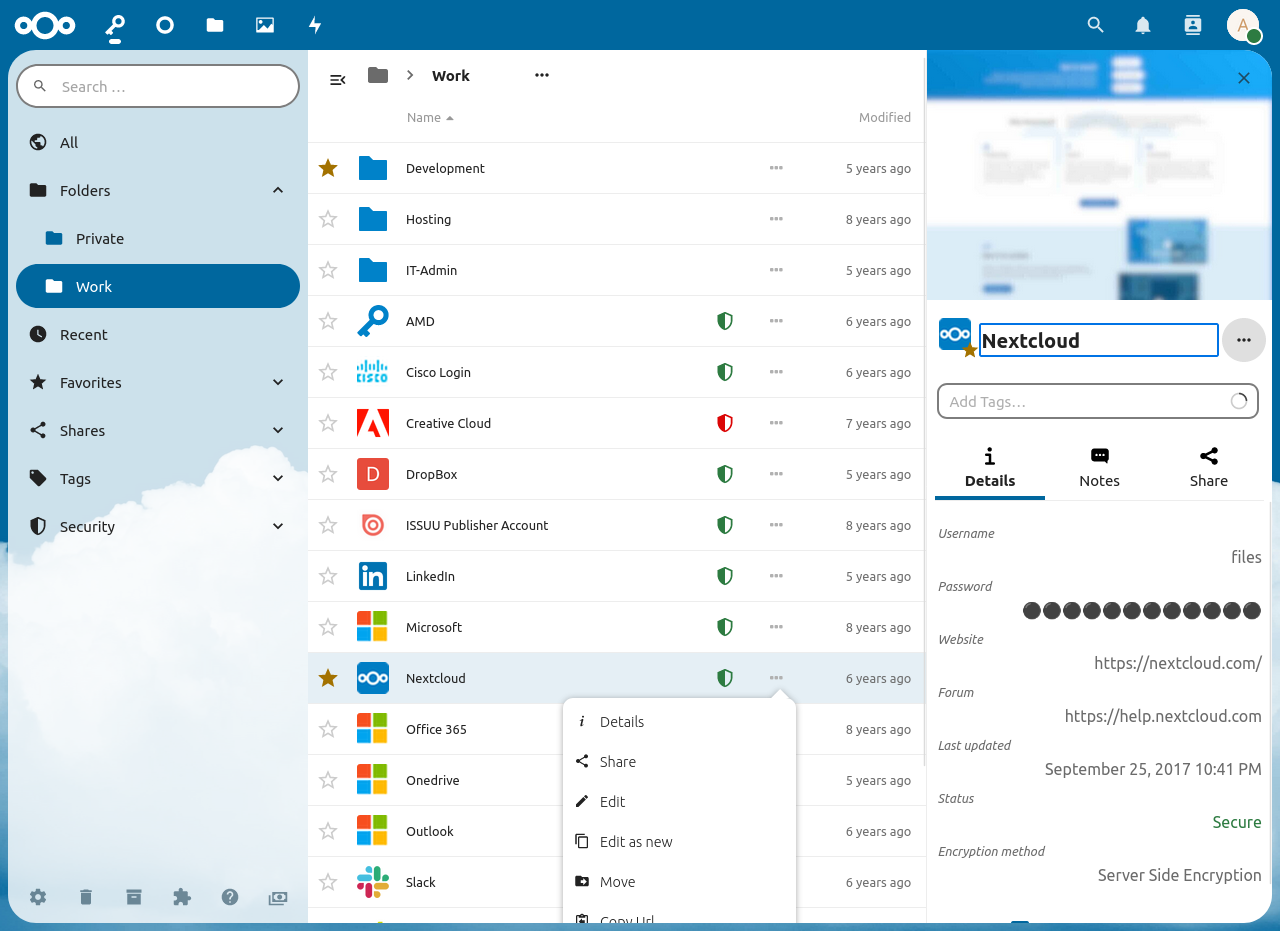 A
Search …
All
Folders
Private
Work
Recent
Favorites
Shares
Tags
Security
Work
Name
Modified
Development
5 years ago
Hosting
8 years ago
IT-Admin
5 years ago
AMD
6 years ago
Cisco Login
6 years ago
Creative Cloud
7 years ago
D
DropBox
5 years ago
ISSUU Publisher Account
8 years ago
in
LinkedIn
5 years ago
Microsoft
8 years ago
Nextcloud
6 years ago
Office 365
8 years ago
Onedrive
5 years ago
Outlook
6 years ago
Slack
6 years ago
Details
Share
Edit
Edit as new
Move
Copy Url
Nextcloud
Add Tags…
Details
Notes
Share
Username
files
Password
Website
https://nextcloud.com/
Forum
https://help.nextcloud.com
Last updated
September 25, 2017 10:41 PM
Status
Secure
Encryption method
Server Side Encryption